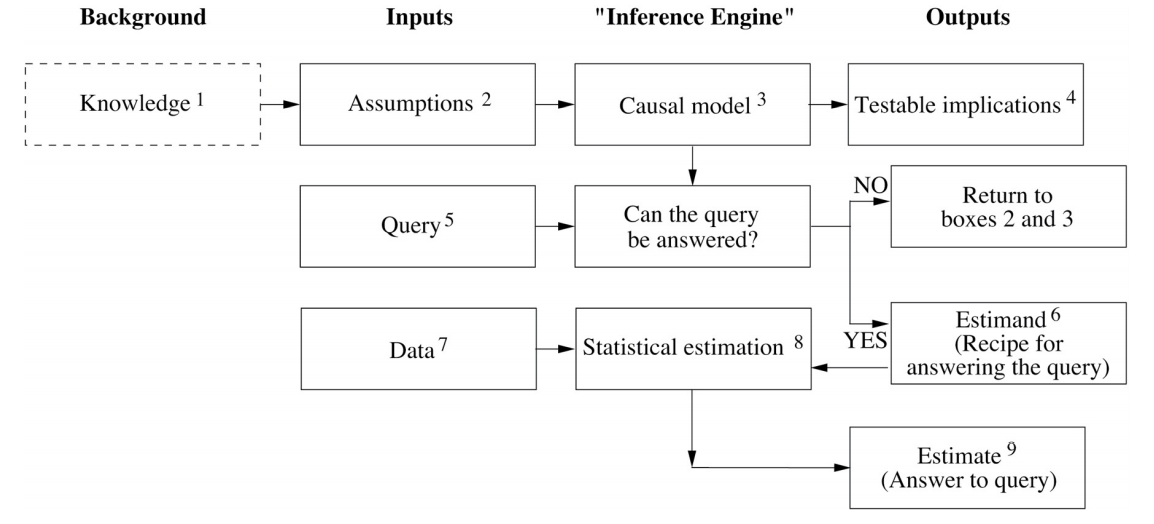 Background
Inputs
"Inference Engine"
Outputs
Knowledge 1
Assumptions 2
Causal model 3
Testable implications 4
Query 5
Can the query
be answered?
NO
Return to
boxes 2 and 3
Data 7
Statistical estimation 8
YES
Estimand 6
(Recipe for
answering the query)
Estimate 9
(Answer to query)